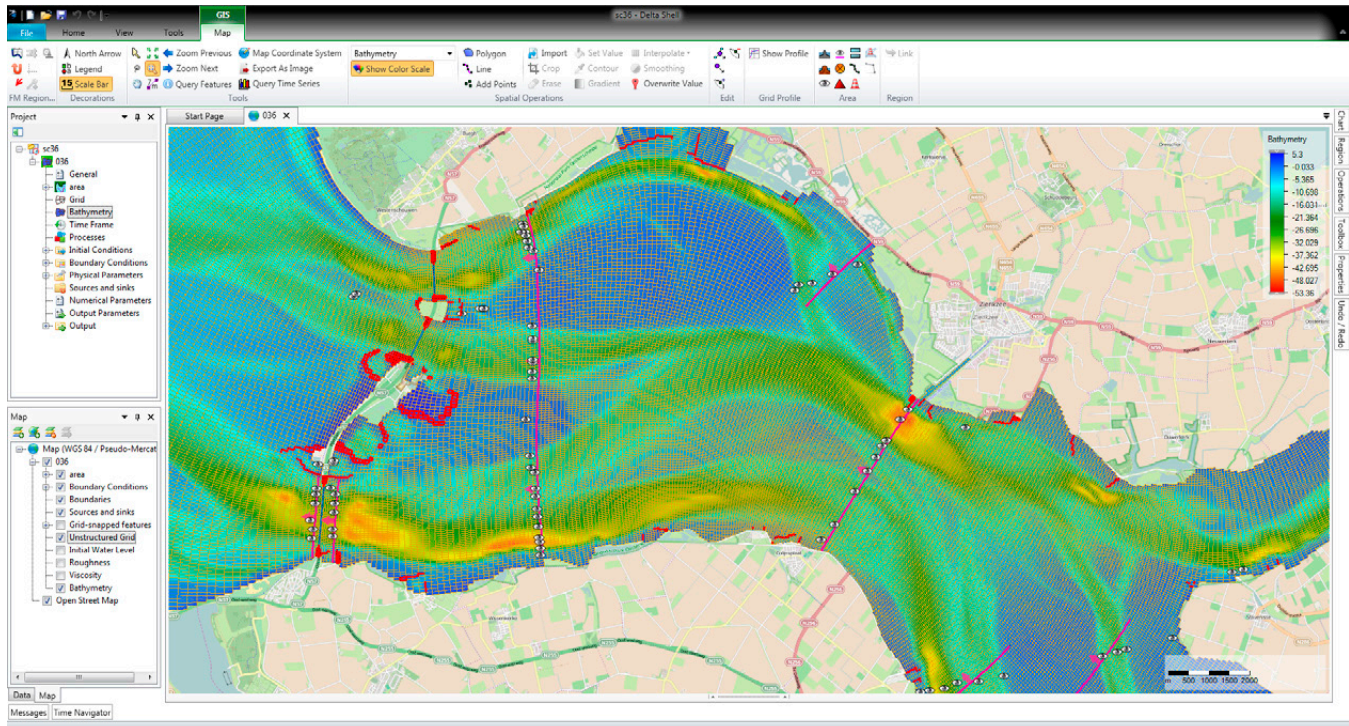 sc36 - Delta Shell
GIS
File Home View Tools Map
North Arrow Zoom Previous Map Coordinate System Bathymetry Polygon Import Set Value Interpolate Show Profile Link
Legend Zoom Next Export As Image Show Color Scale Line Crop Contour Smoothing
15 Scale Bar Query Features Query Time Series Add Points Erase Gradient Overwrite Value
FM Region... Decorations Tools Spatial Operations Edit Grid Profile Area Region
Project
Start Page 036
sc36
036
General
area
Grid
Bathymetry
Time Frame
Processes
Initial Conditions
Boundary Conditions
Physical Parameters
Sources and sinks
Numerical Parameters
Output Parameters
Output
Map
Map (WGS 84 / Pseudo-Mercat
036
area
Boundary Conditions
Boundaries
Sources and sinks
Grid-snapped features
Unstructured Grid
Initial Water Level
Roughness
Viscosity
Bathymetry
Open Street Map
Data Map
Messages Time Navigator
Bathymetry
5.3
-0.033
-5.365
-10.698
-16.031
-21.364
-26.696
-32.029
-37.362
-42.695
-48.027
-53.36
Zierikzee
Zierikzee
m 500 1000 1500 2000
Chart
Region
Operations
Toolbox
Properties
Undo / Redo